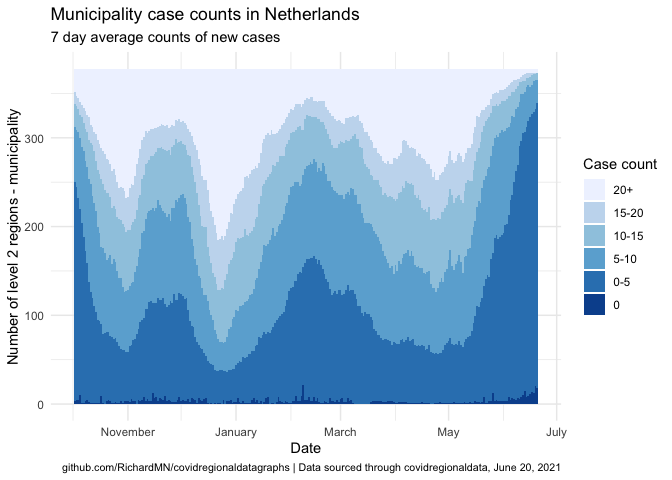 Municipality case counts in Netherlands
7 day average counts of new cases
Number of level 2 regions - municipality
300
200
100
0
November
January
March
May
July
Date
Case count
20+
15-20
10-15
5-10
0-5
0
github.com/RichardMN/covidregionaldatagraphs | Data sourced through covidregionaldata, June 20, 2021